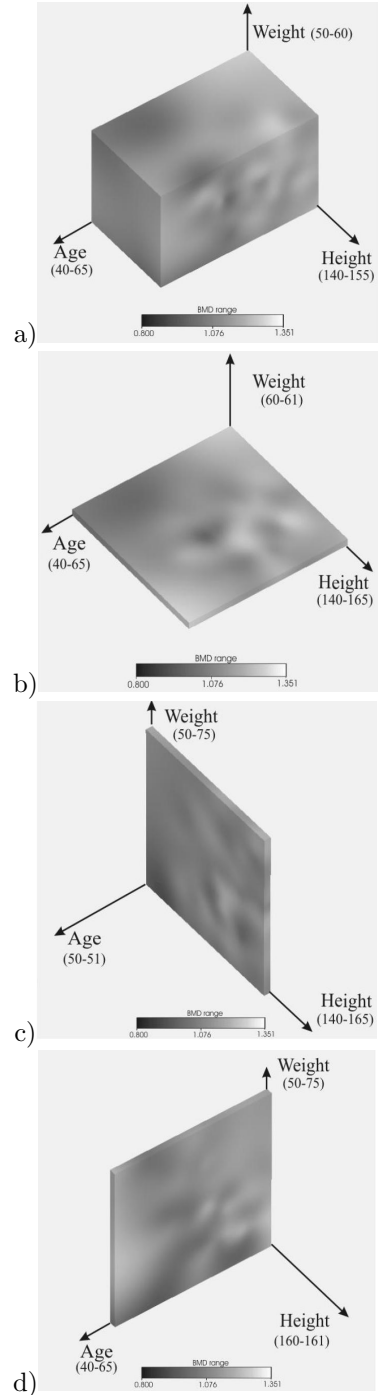 Weight (50-60)
Age
(40-65)
Height
(140-155)
BMD range
0.800 1.076 1.351
a)
Weight
(60-61)
Age
(40-65)
Height
(140-165)
BMD range
0.800 1.076 1.351
b)
Weight
(50-75)
Age
(50-51)
Height
(140-165)
BMD range
0.800 1.076 1.351
c)
Weight
(50-75)
Age
(40-65)
Height
(160-161)
BMD range
0.800 1.076 1.351
d)